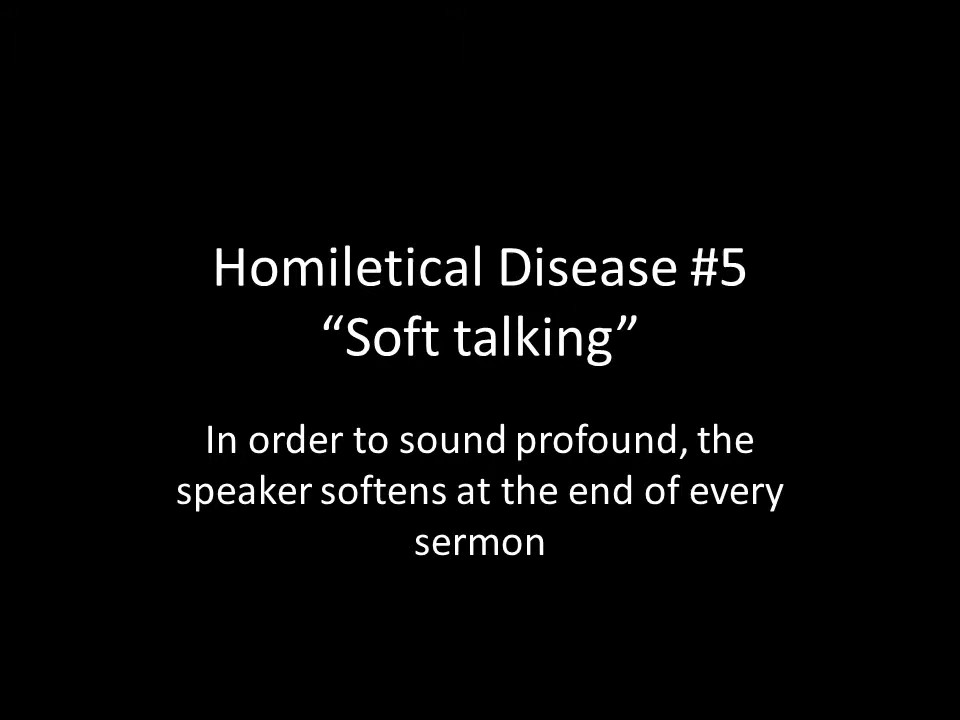 Homiletical Disease #5
“Soft talking”
In order to sound profound, the
speaker softens at the end of every
sermon